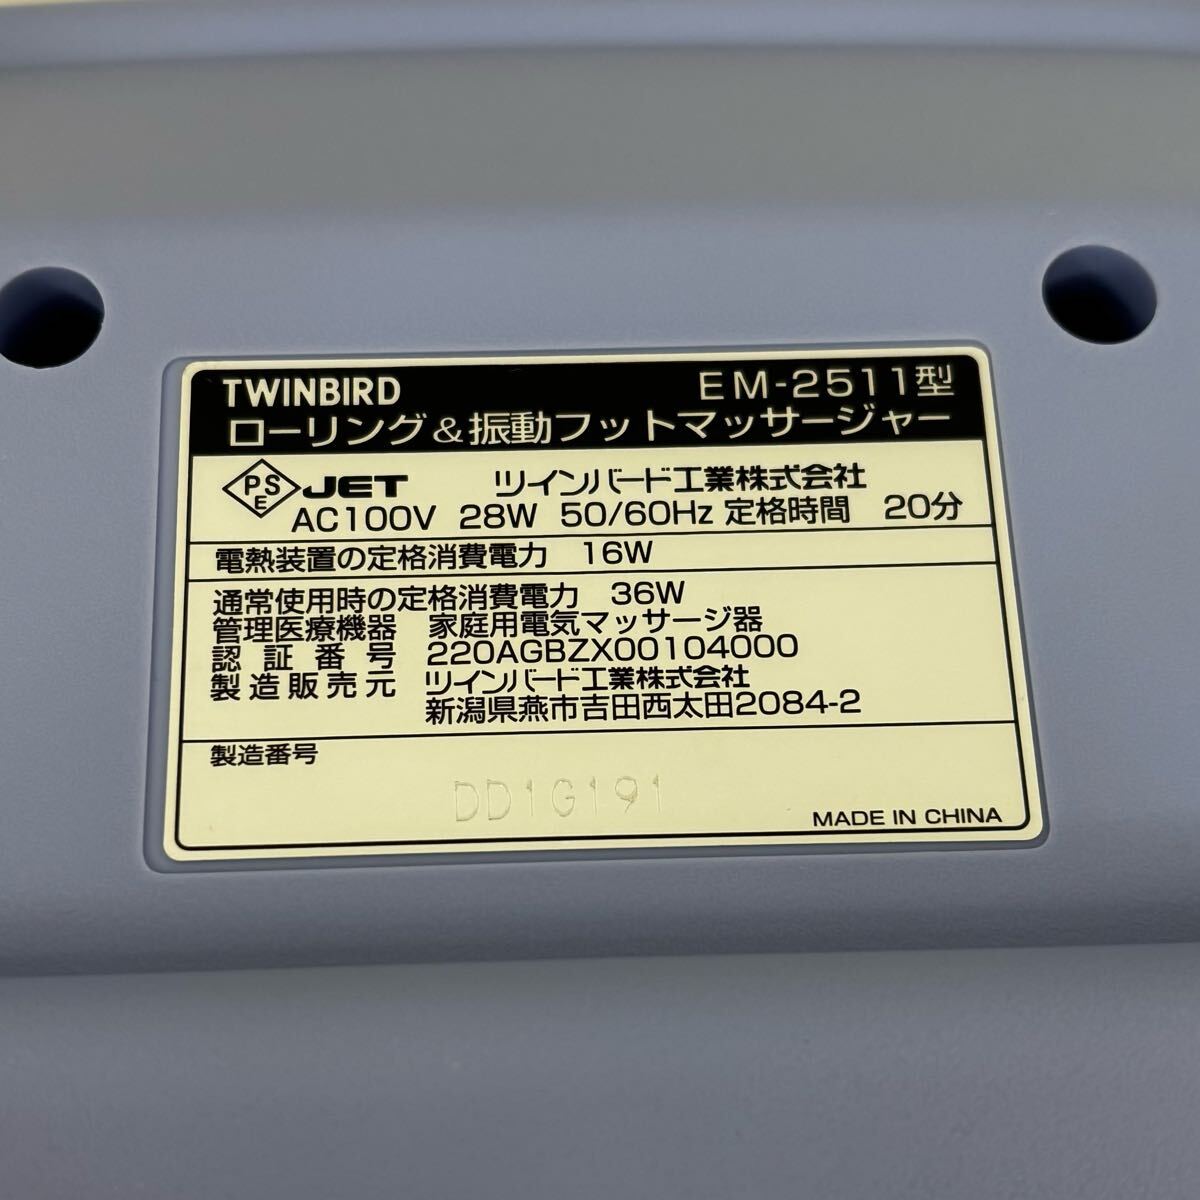 TWINBIRD EM-2511型
ローリング&振動フットマッサージャー
PSE JET ツインバード工業株式会社
AC100V 28W 50/60Hz 定格時間 20分
電熱装置の定格消費電力 16W
通常使用時の定格消費電力 36W
管理医療機器 家庭用電気マッサージ器
認証番号 220AGBZX00104000
製造販売元 ツインバード工業株式会社
新潟県燕市吉田西太田2084-2
製造番号
DD1G191
MADE IN CHINA